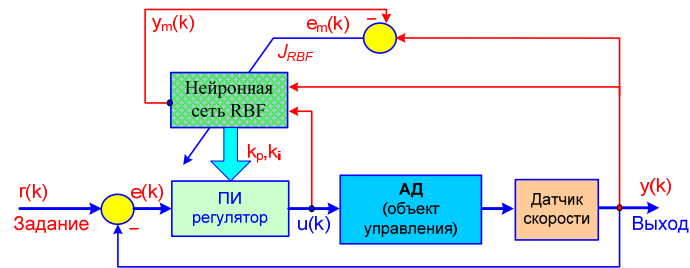 yₘ(k)
−
eₘ(k)
J_RBF
Нейронная
сеть RBF
kₚ,kᵢ
r(k)
Задание
−
e(k)
ПИ
регулятор
u(k)
АД
(объект
управления)
Датчик
скорости
y(k)
Выход